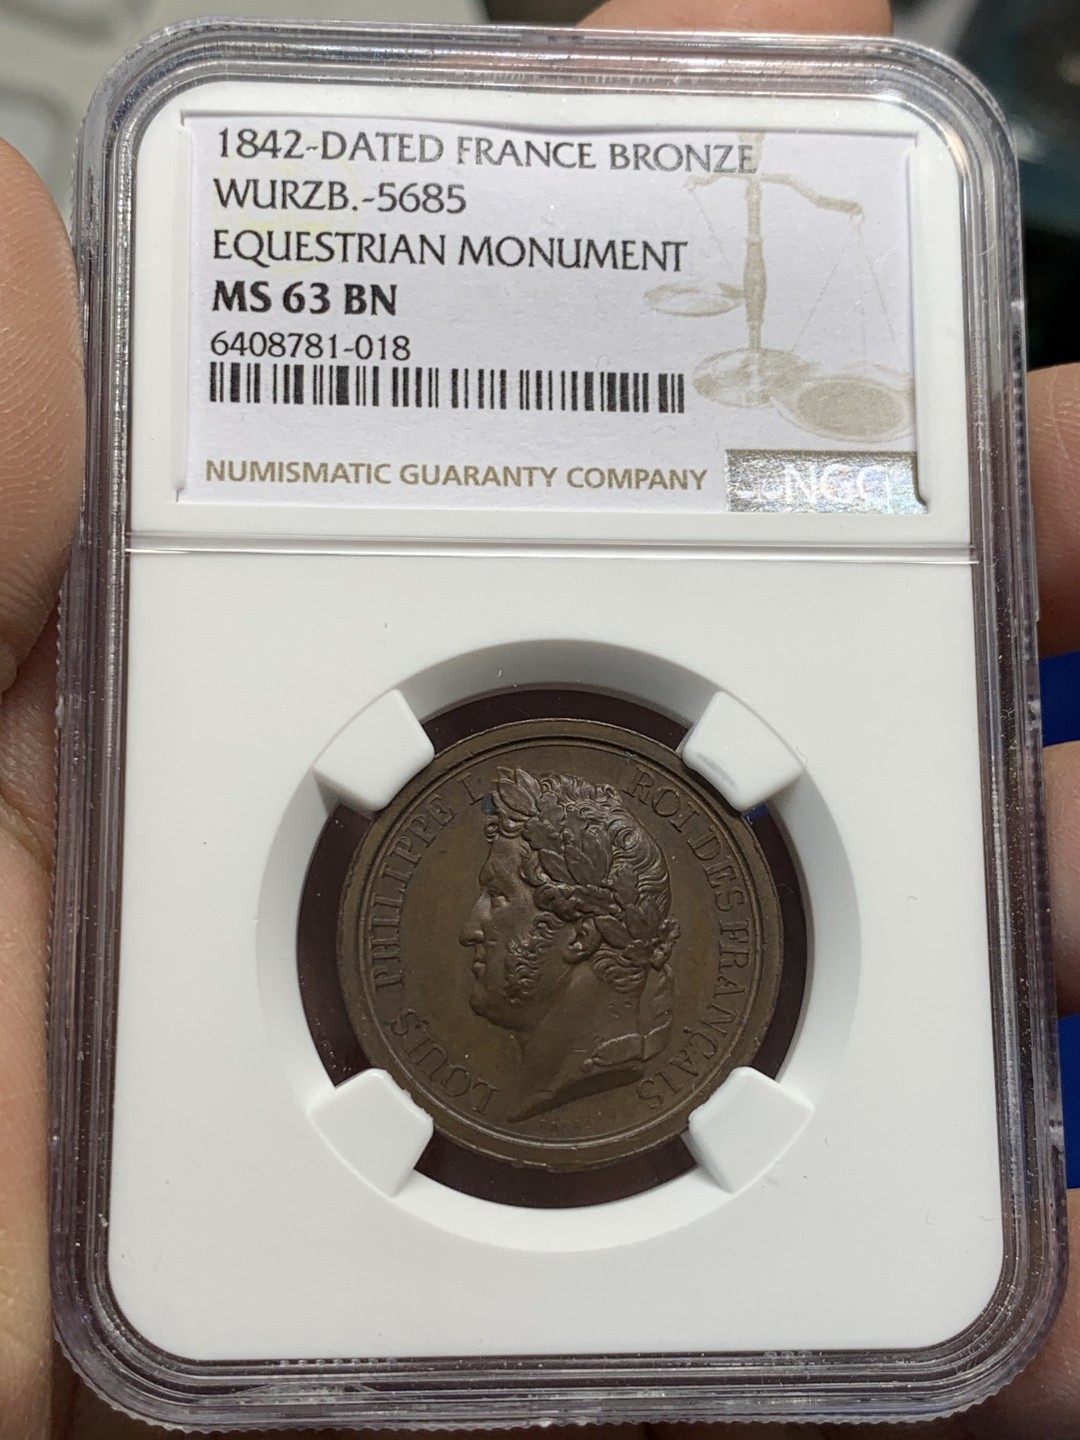 1842-DATED FRANCE BRONZE
WURZB.-5685
EQUESTRIAN MONUMENT
MS 63 BN
6408781-018
NUMISMATIC GUARANTY COMPANY
NGC
LOUIS PHILIPPE I. ROI DES FRANÇAIS